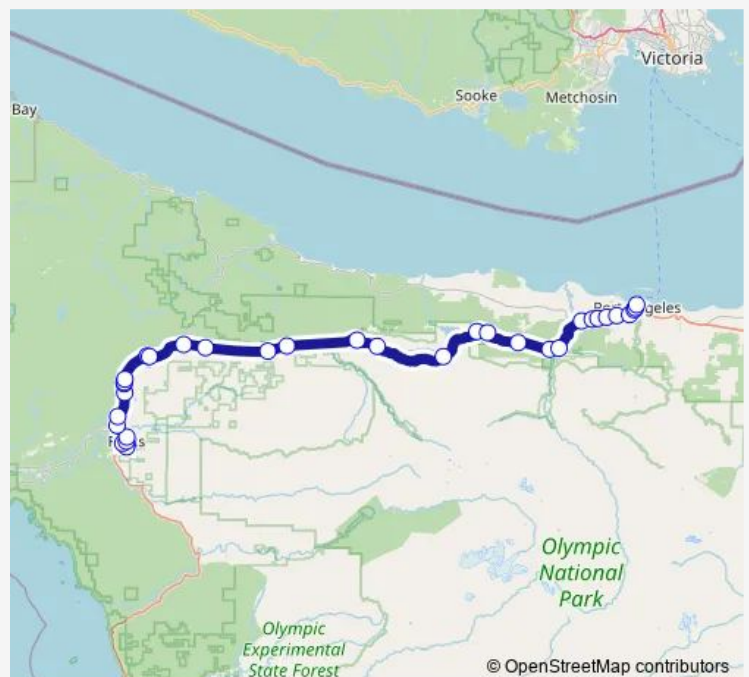 Victoria
Sooke
Metchosin
Bay
Olympic
National
Park
Olympic
Experimental
State Forest
© OpenStreetMap contributors